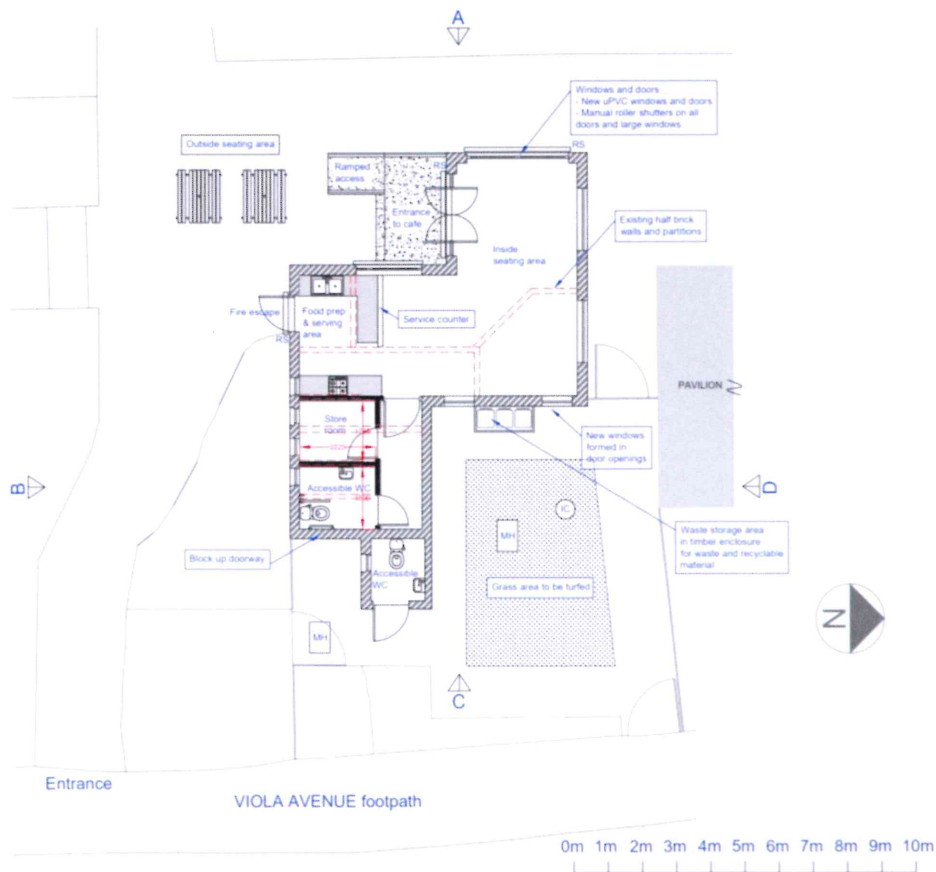 A
Windows and doors
- New uPVC windows and doors
- Manual roller shutters on all
doors and large windows
Outside seating area
RS
Ramped
access
RS
Entrance
to cafe
Existing half brick
walls and partitions
Inside
seating area
Fire escape
Food prep
& serving
area
Service counter
RS
PAVILION
Store
room
New windows
formed in
door openings
B
Accessible WC
D
IC
MH
Waste storage area
in timber enclosure
for waste and recyclable
material
Block up doorway
Accessible
WC
Grass area to be turfed
N
MH
C
Entrance
VIOLA AVENUE footpath
0m 1m 2m 3m 4m 5m 6m 7m 8m 9m 10m